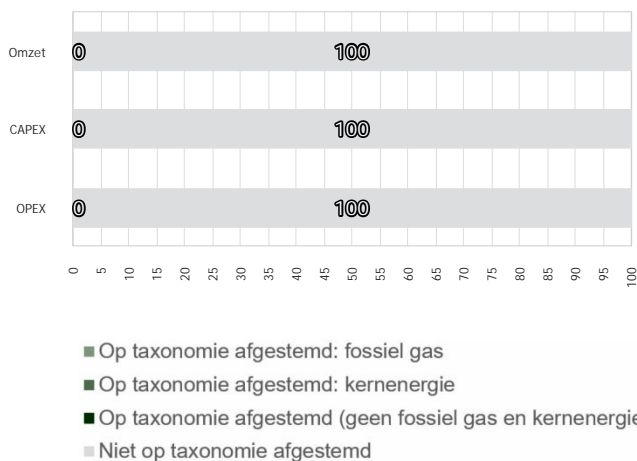 Omzet 0 100
CAPEX 0 100
OPEX 0 100
0 5 10 15 20 25 30 35 40 45 50 55 60 65 70 75 80 85 90 95 100
Op taxonomie afgestemd: fossiel gas
Op taxonomie afgestemd: kernenergie
Op taxonomie afgestemd (geen fossiel gas en kernenergie
Niet op taxonomie afgestemd